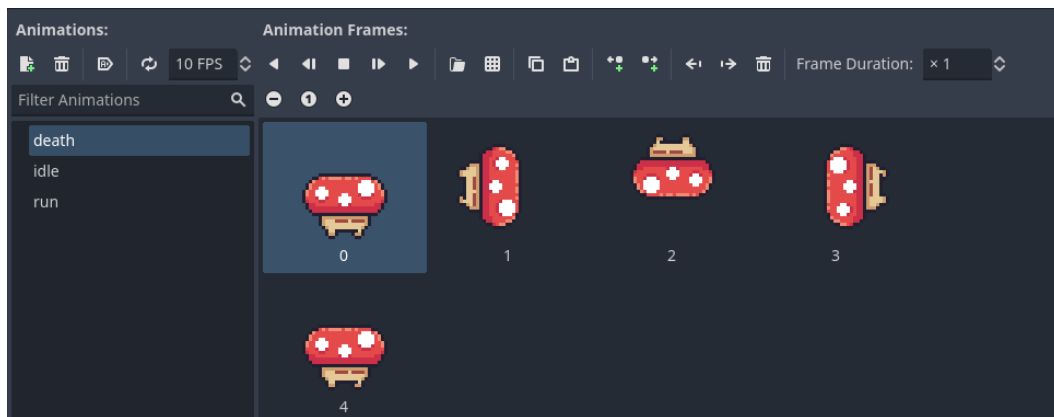 Animations:
Animation Frames:
10 FPS
Frame Duration: × 1
Filter Animations
death
idle
run
0
1
2
3
4